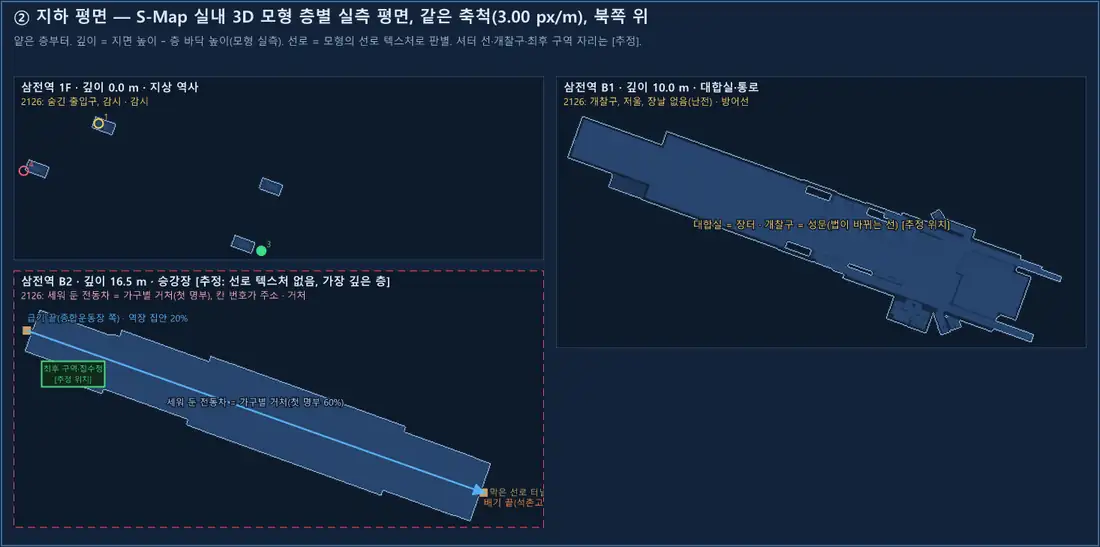 ② 지하 평면 — S-Map 실내 3D 모형 층별 실측 평면, 같은 축척(3.00 px/m), 북쪽 위
얕은 층부터. 깊이 = 지면 높이 − 층 바닥 높이(모형 실측). 선로 = 모형의 선로 텍스처로 판별. 셔터 선·개찰구·최후 구역 자리는 [추정].
삼전역 1F · 깊이 0.0 m · 지상 역사
2126: 숨긴 출입구, 감시 · 감시
1
4
3
삼전역 B1 · 깊이 10.0 m · 대합실·통로
2126: 개찰구, 저울, 장날 없음(난전) · 방어선
대합실 = 장터 · 개찰구 = 성문(법이 바뀌는 선) [추정 위치]
삼전역 B2 · 깊이 16.5 m · 승강장 [추정: 선로 텍스처 없음, 가장 깊은 층]
2126: 세워 둔 전동차 = 가구별 거처(첫 명부), 칸 번호가 주소 · 거처
끝(종합운동장 쪽) · 역장 집안 20%
최후 구역·집수정
[추정 위치]
세워 둔 전동차 = 가구별 거처(첫 명부 60%)
막은 선로 터널
배기 끝(석촌고